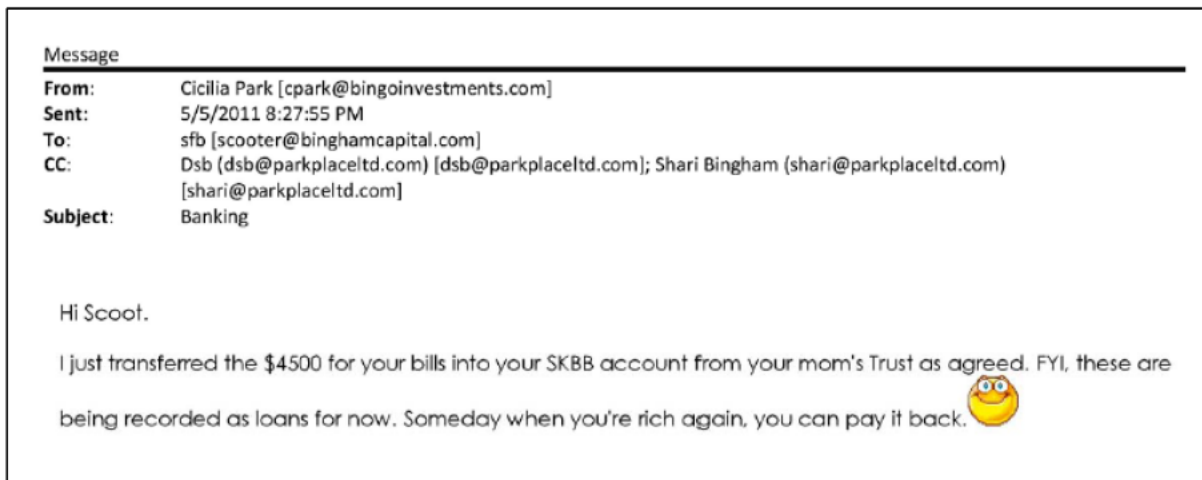 Message
From: Cicilia Park [cpark@bingoinvestments.com]
Sent: 5/5/2011 8:27:55 PM
To: sfb [scooter@binghamcapital.com]
CC: Dsb (dsb@parkplaceltd.com) [dsb@parkplaceltd.com]; Shari Bingham (shari@parkplaceltd.com)
[shari@parkplaceltd.com]
Subject: Banking
Hi Scoot.
I just transferred the $4500 for your bills into your SKBB account from your mom's Trust as agreed. FYI, these are
being recorded as loans for now. Someday when you're rich again, you can pay it back.